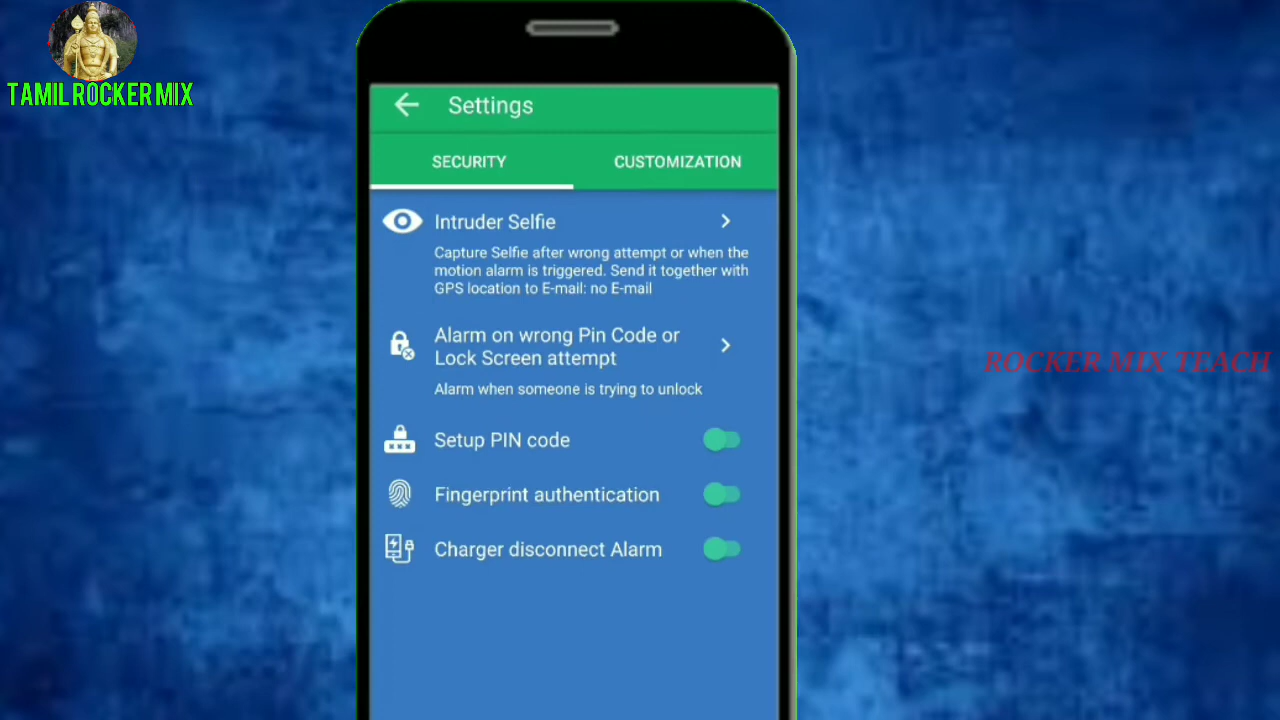 TAMIL ROCKER MIX
Settings
SECURITY
CUSTOMIZATION
Intruder Selfie
Capture Selfie after wrong attempt or when the
motion alarm is triggered. Send it together with
GPS location to E-mail: no E-mail
Alarm on wrong Pin Code or
Lock Screen attempt
Alarm when someone is trying to unlock
Setup PIN code
Fingerprint authentication
Charger disconnect Alarm
ROCKER MIX TEACH